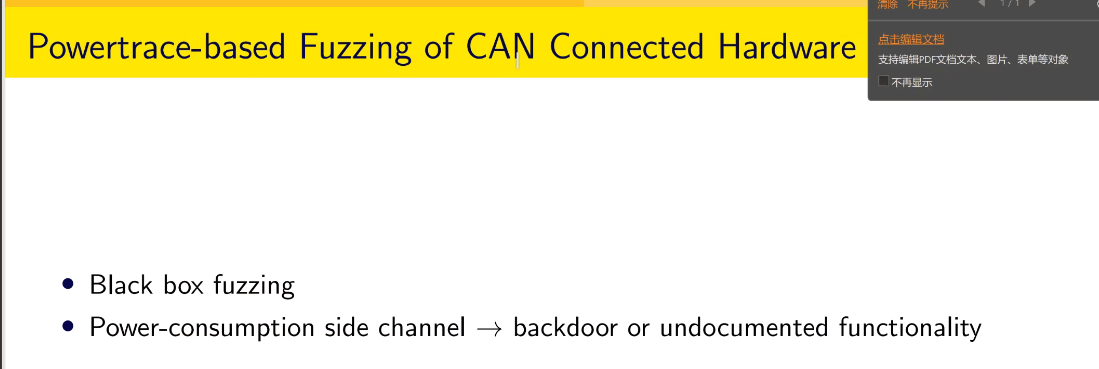 清除 不再提示 1 / 1
Powertrace-based Fuzzing of CAN Connected Hardware
点击编辑文档
支持编辑PDF文档文本、图片、表单等对象
不再显示
• Black box fuzzing
• Power-consumption side channel → backdoor or undocumented functionality